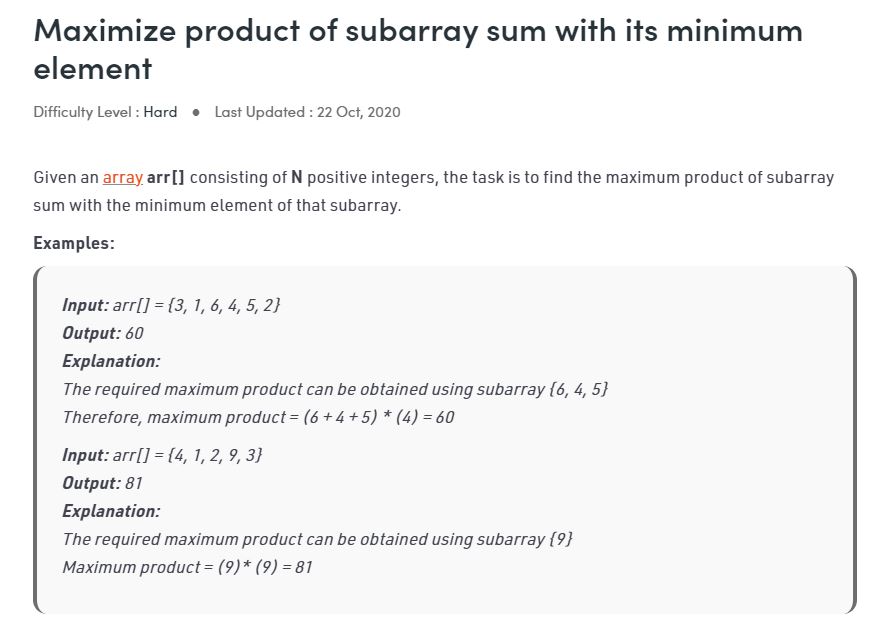 Maximize product of subarray sum with its minimum
element
Difficulty Level : Hard ● Last Updated : 22 Oct, 2020
Given an array arr[] consisting of N positive integers, the task is to find the maximum product of subarray
sum with the minimum element of that subarray.
Examples:
Input: arr[] = {3, 1, 6, 4, 5, 2}
Output: 60
Explanation:
The required maximum product can be obtained using subarray {6, 4, 5}
Therefore, maximum product = (6 + 4 + 5) * (4) = 60
Input: arr[] = {4, 1, 2, 9, 3}
Output: 81
Explanation:
The required maximum product can be obtained using subarray {9}
Maximum product = (9)* (9) = 81